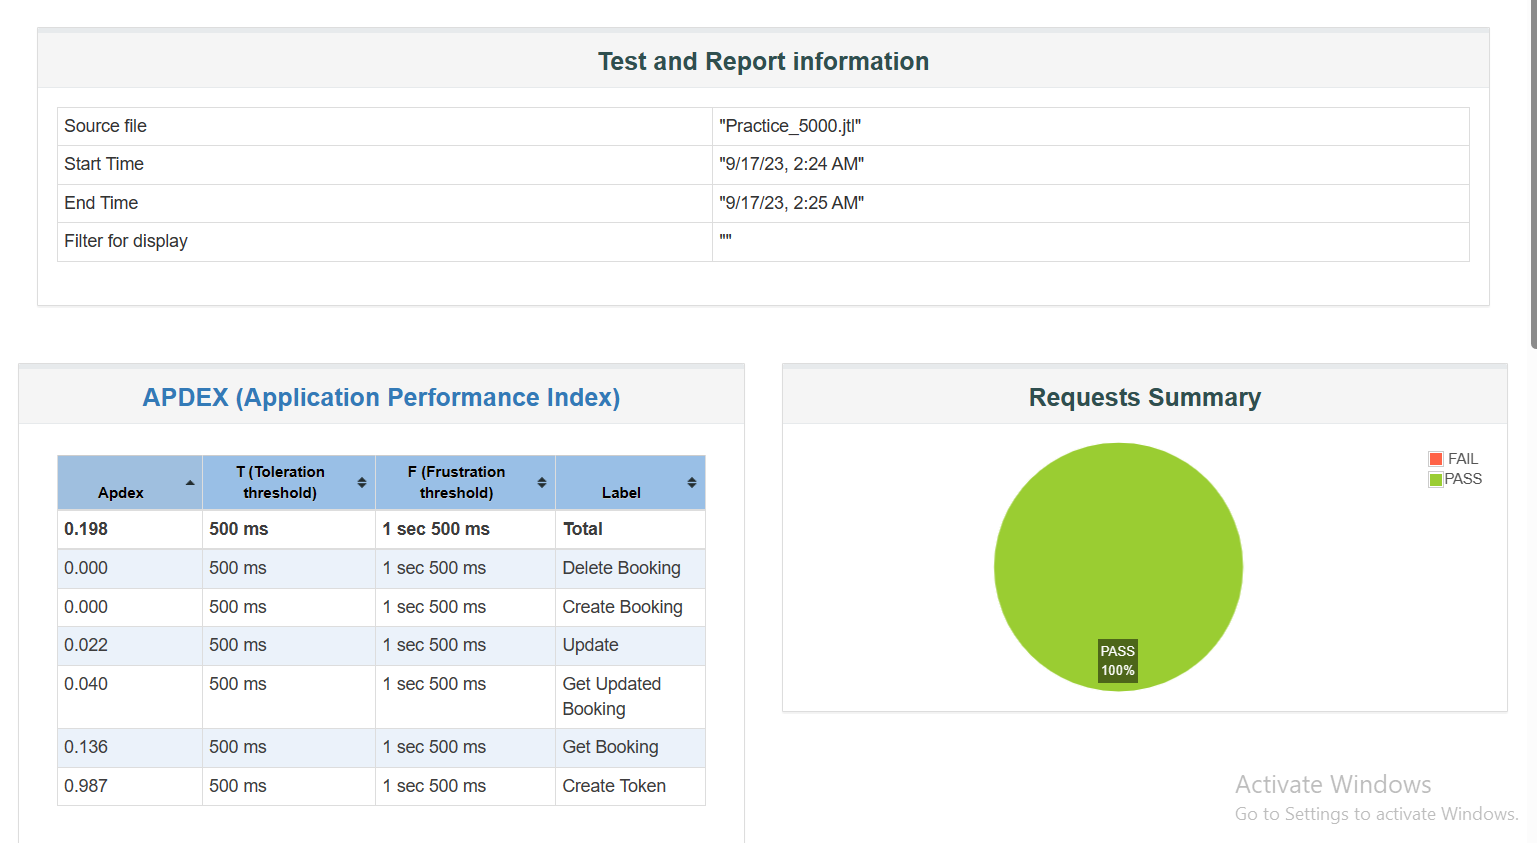 Test and Report information
Source file "Practice_5000.jtl"
Start Time "9/17/23, 2:24 AM"
End Time "9/17/23, 2:25 AM"
Filter for display ""
APDEX (Application Performance Index)
Apdex T (Toleration threshold) F (Frustration threshold) Label
0.198 500 ms 1 sec 500 ms Total
0.000 500 ms 1 sec 500 ms Delete Booking
0.000 500 ms 1 sec 500 ms Create Booking
0.022 500 ms 1 sec 500 ms Update
0.040 500 ms 1 sec 500 ms Get Updated Booking
0.136 500 ms 1 sec 500 ms Get Booking
0.987 500 ms 1 sec 500 ms Create Token
Requests Summary
FAIL
PASS
PASS
100%
Activate Windows
Go to Settings to activate Windows.